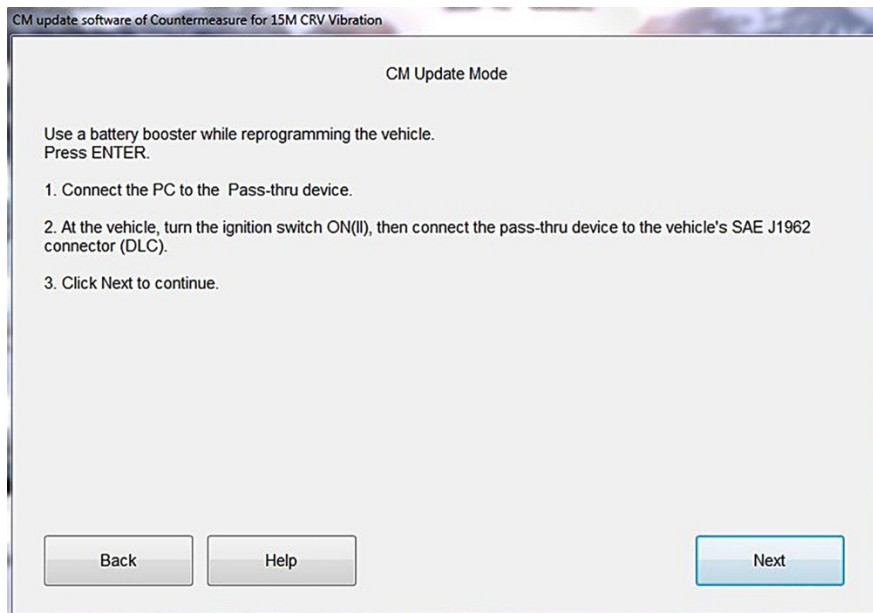 CM update software of Countermeasure for 15M CRV Vibration
CM Update Mode
Use a battery booster while reprogramming the vehicle.
Press ENTER.
1. Connect the PC to the Pass-thru device.
2. At the vehicle, turn the ignition switch ON(II), then connect the pass-thru device to the vehicle's SAE J1962
connector (DLC).
3. Click Next to continue.
Back
Help
Next